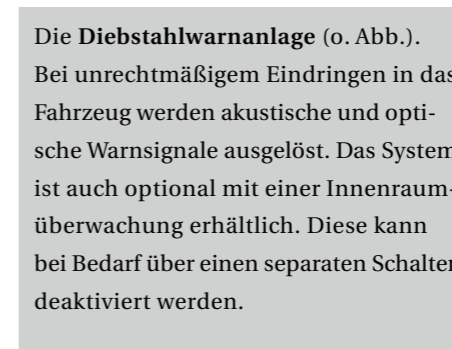 Die Diebstahlwarnanlage (o. Abb.).
Bei unrechtmäßigem Eindringen in das
Fahrzeug werden akustische und opti-
sche Warnsignale ausgelöst. Das System
ist auch optional mit einer Innenraum-
überwachung erhältlich. Diese kann
bei Bedarf über einen separaten Schalter
deaktiviert werden.